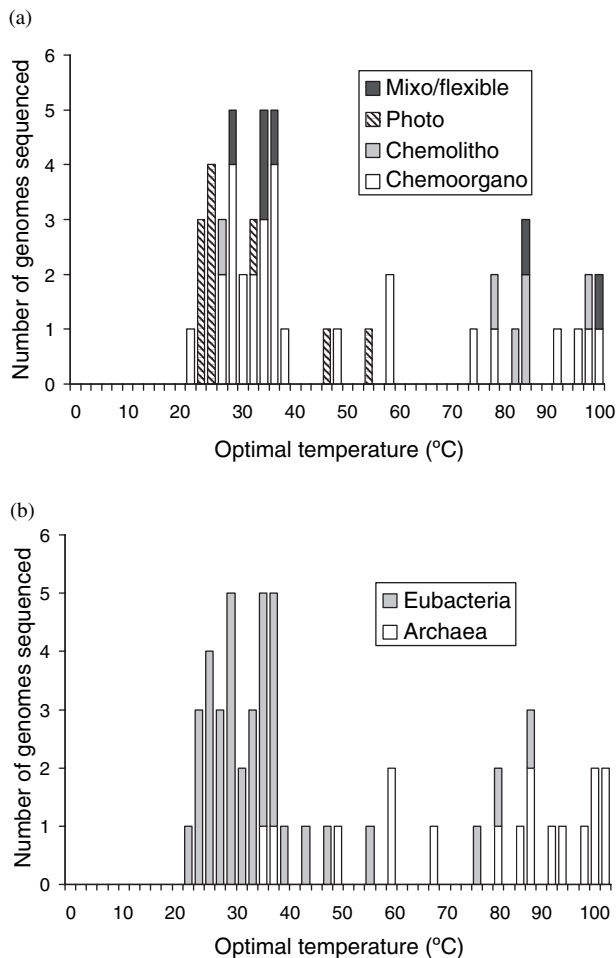 (a)
Number of genomes sequenced
6
5
4
3
2
1
0
Mixo/flexible
Photo
Chemolitho
Chemoorgano
0 10 20 30 40 50 60 70 80 90 100
Optimal temperature (ºC)
(b)
Number of genomes sequenced
6
5
4
3
2
1
0
Eubacteria
Archaea
0 10 20 30 40 50 60 70 80 90 100
Optimal temperature (ºC)